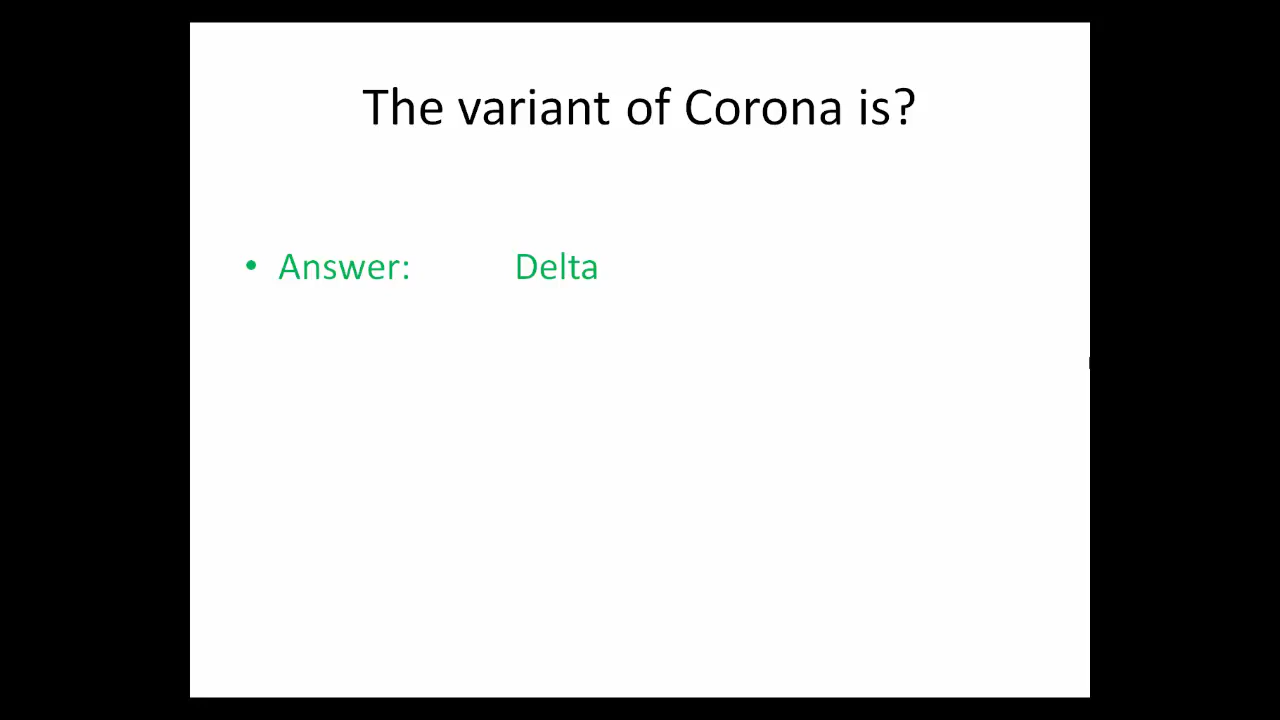 The variant of Corona is?
• Answer: Delta